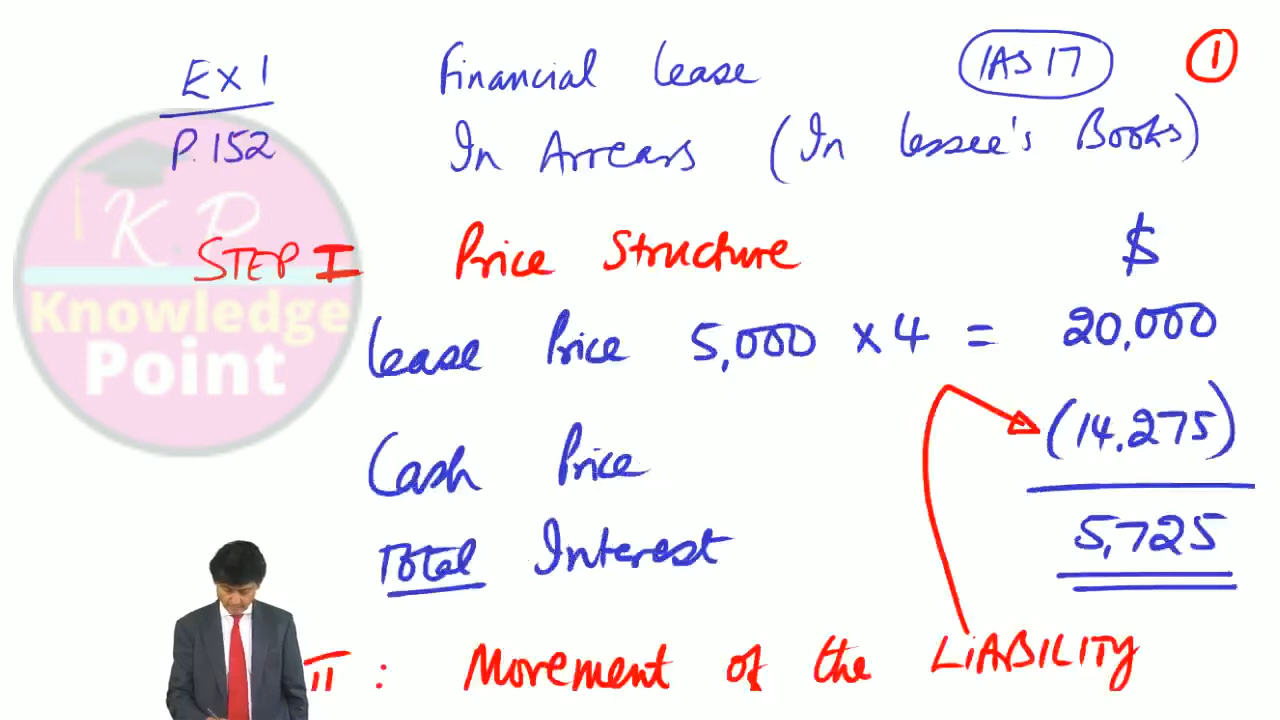 Ex 1
P.152
Financial Lease
IAS 17
1
In Arrears (In Lessee's Books)
K P
Knowledge
Point
STEP I Price Structure $
Lease Price 5,000 x 4 = 20,000
Cash Price (14,275)
Total Interest 5,725
II : Movement of the LIABILITY